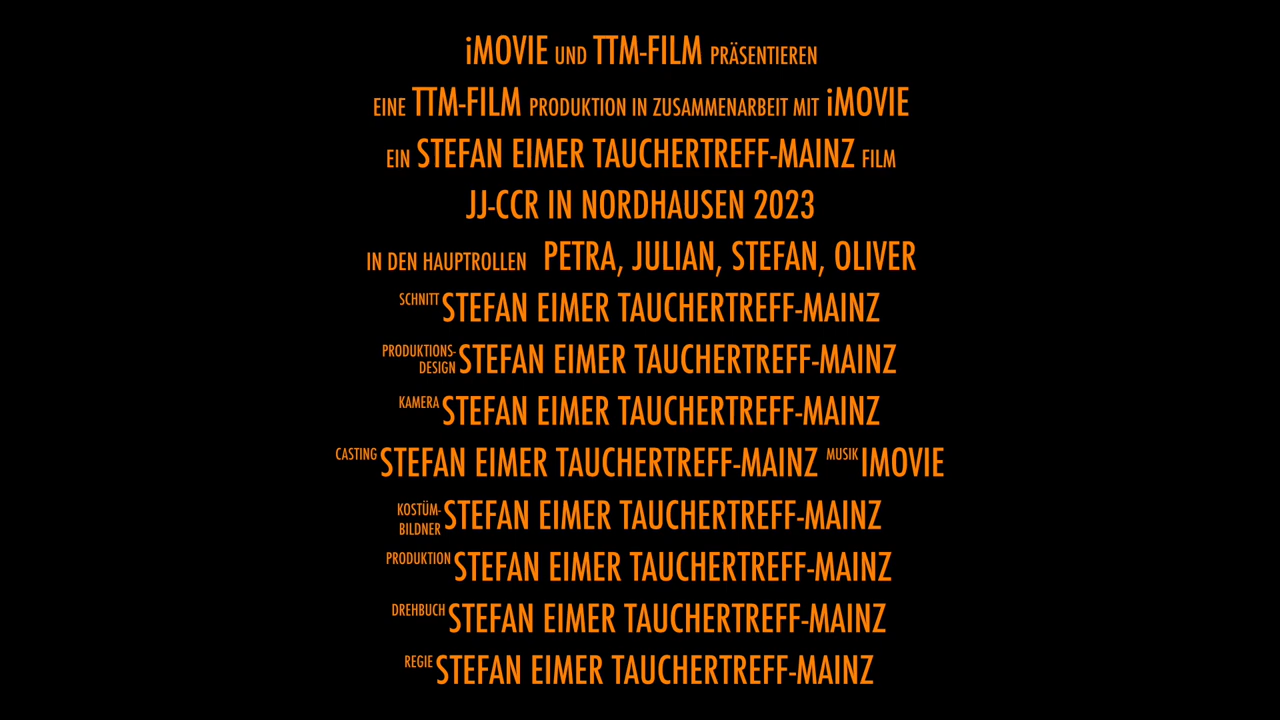 iMOVIE UND TTM-FILM PRÄSENTIEREN
EINE TTM-FILM PRODUKTION IN ZUSAMMENARBEIT MIT iMOVIE
EIN STEFAN EIMER TAUCHERTREFF-MAINZ FILM
JJ-CCR IN NORDHAUSEN 2023
IN DEN HAUPTROLLEN PETRA, JULIAN, STEFAN, OLIVER
SCHNITT STEFAN EIMER TAUCHERTREFF-MAINZ
PRODUKTIONS-
DESIGN STEFAN EIMER TAUCHERTREFF-MAINZ
KAMERA STEFAN EIMER TAUCHERTREFF-MAINZ
CASTING STEFAN EIMER TAUCHERTREFF-MAINZ MUSIK IMOVIE
KOSTÜM-
BILDNER STEFAN EIMER TAUCHERTREFF-MAINZ
PRODUKTION STEFAN EIMER TAUCHERTREFF-MAINZ
DREHBUCH STEFAN EIMER TAUCHERTREFF-MAINZ
REGIE STEFAN EIMER TAUCHERTREFF-MAINZ